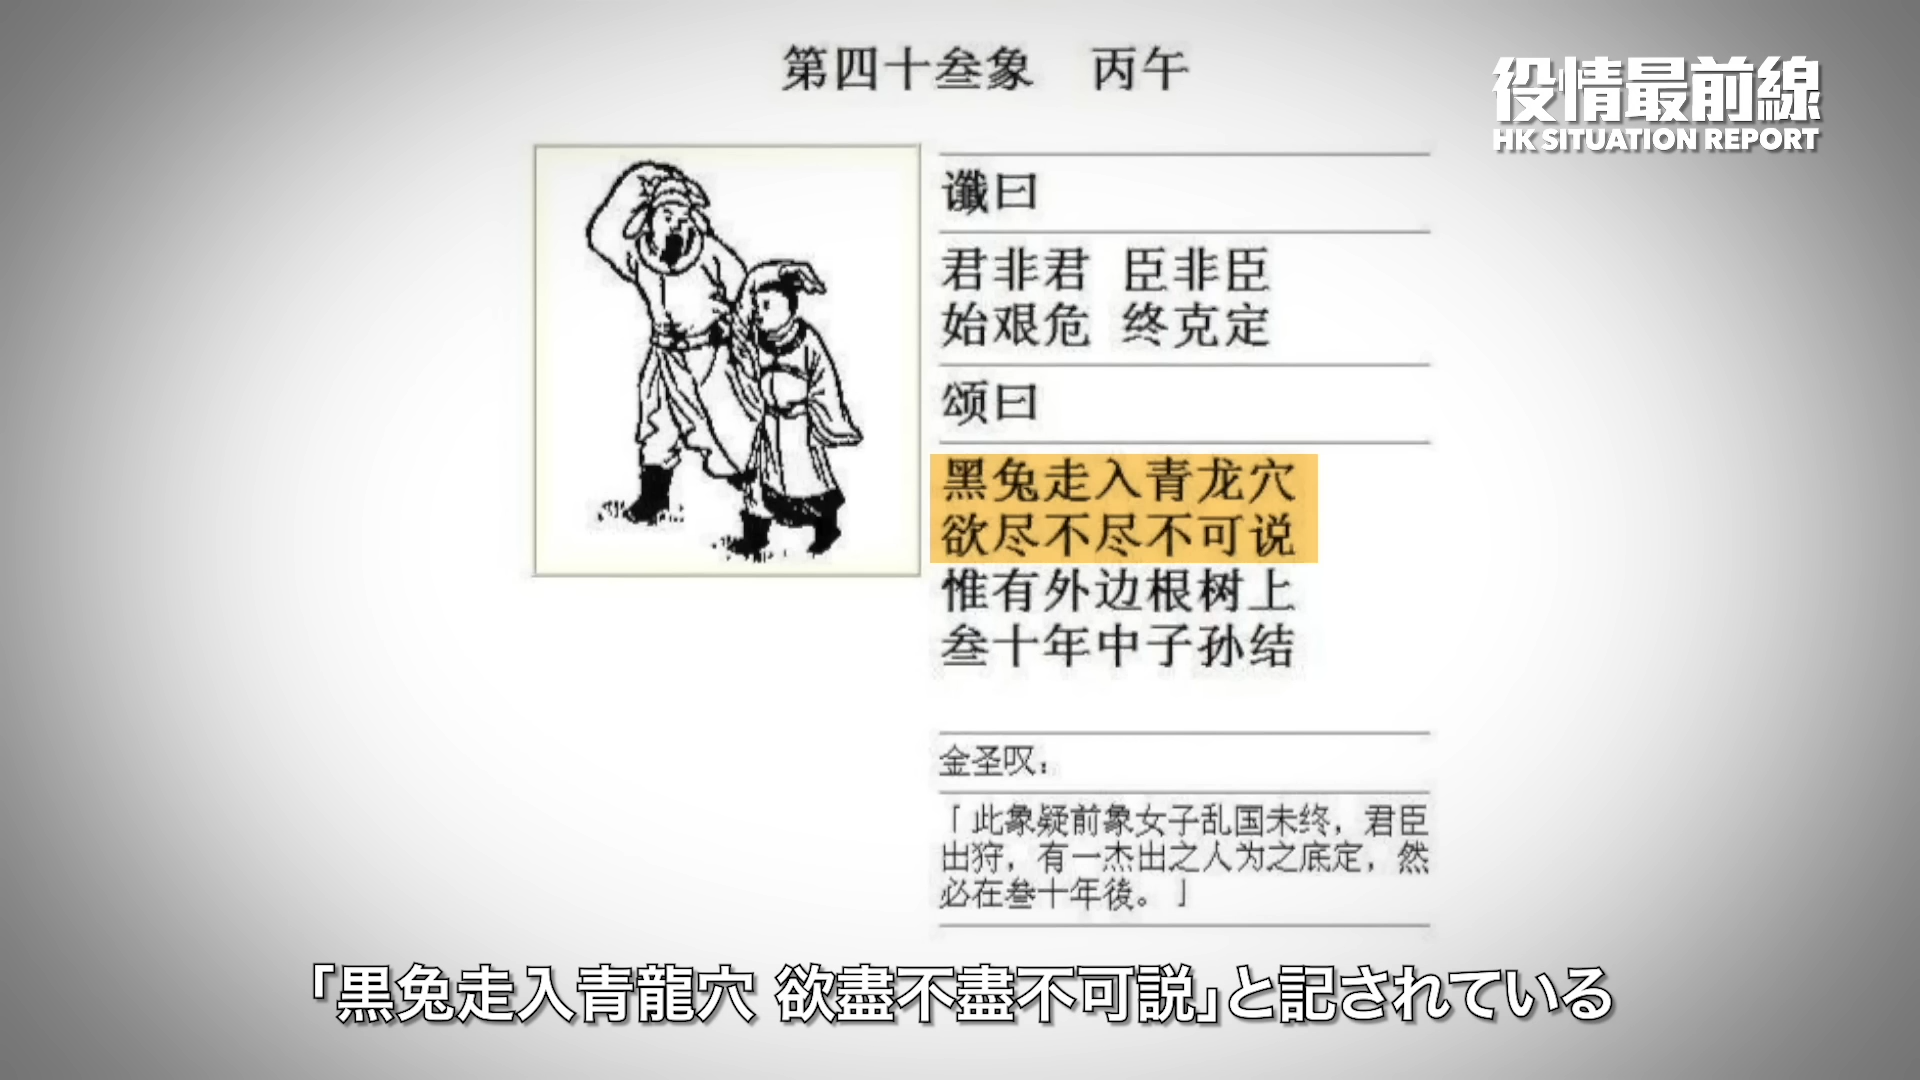 第四十叁象 丙午
役情最前線
HK SITUATION REPORT
谶曰
君非君 臣非臣
始艰危 终克定
颂曰
黑兔走入青龙穴
欲尽不尽不可说
惟有外边根树上
叁十年中子孙结
金圣叹：
「此象疑前象女子乱国未终，君臣
出狩，有一杰出之人为之底定，然
必在叁十年後。」
「黒兔走入青龍穴 欲盡不盡不可説」と記されている